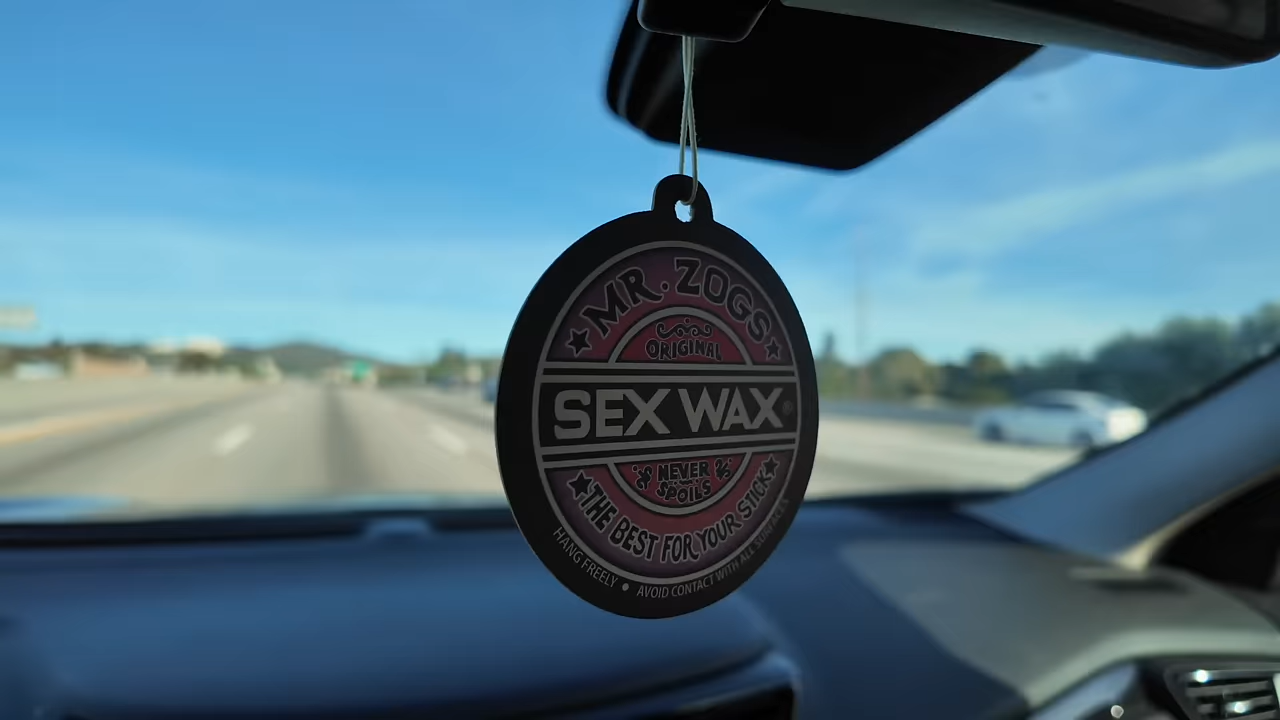 MR. ZOGS
ORIGINAL
SEX WAX®
NEVER
SPOILS
THE BEST FOR YOUR STICK
HANG FREELY • AVOID CONTACT WITH ALL SURFACES